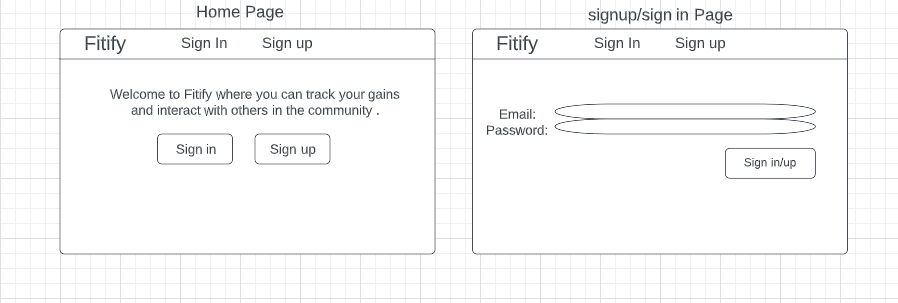 Home Page
Fitify Sign In Sign up
Welcome to Fitify where you can track your gains
and interact with others in the community .
Sign in Sign up
signup/sign in Page
Fitify Sign In Sign up
Email:
Password:
Sign in/up